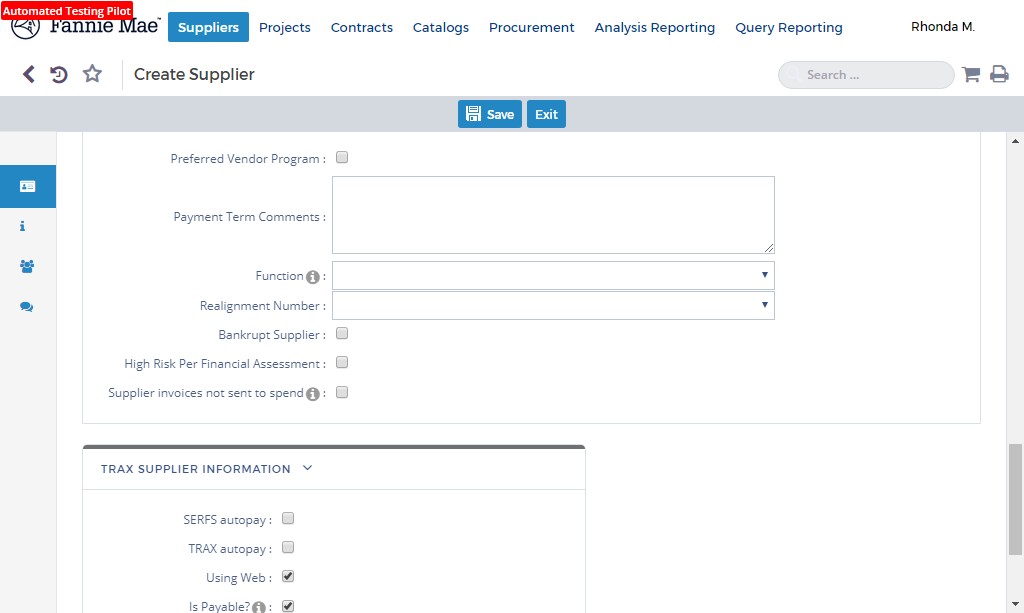 Automated Testing Pilot
Fannie Mae
Suppliers Projects Contracts Catalogs Procurement Analysis Reporting Query Reporting Rhonda M.
Create Supplier Search ...
Save Exit
Preferred Vendor Program :
Payment Term Comments :
Function :
Realignment Number :
Bankrupt Supplier :
High Risk Per Financial Assessment :
Supplier invoices not sent to spend :
TRAX SUPPLIER INFORMATION
SERFS autopay :
TRAX autopay :
Using Web :
Is Payable? :